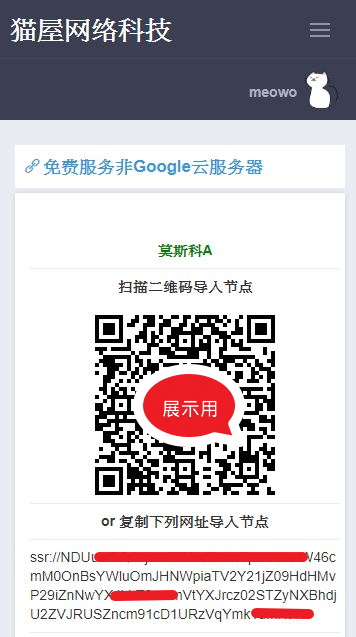 猫屋网络科技
meowo
免费服务非Google云服务器
莫斯科A
扫描二维码导入节点
展示用
or 复制下列网址导入节点
ssr://NDU
V46c
mM0OnBsYWluOmJHNWpiaTV2Y21jZ09HdHMv
P29iZnNwYX
nVtYXJrcz02STZyNXBhdj
U2ZVJRUSZncm91cD1URzVqYmk